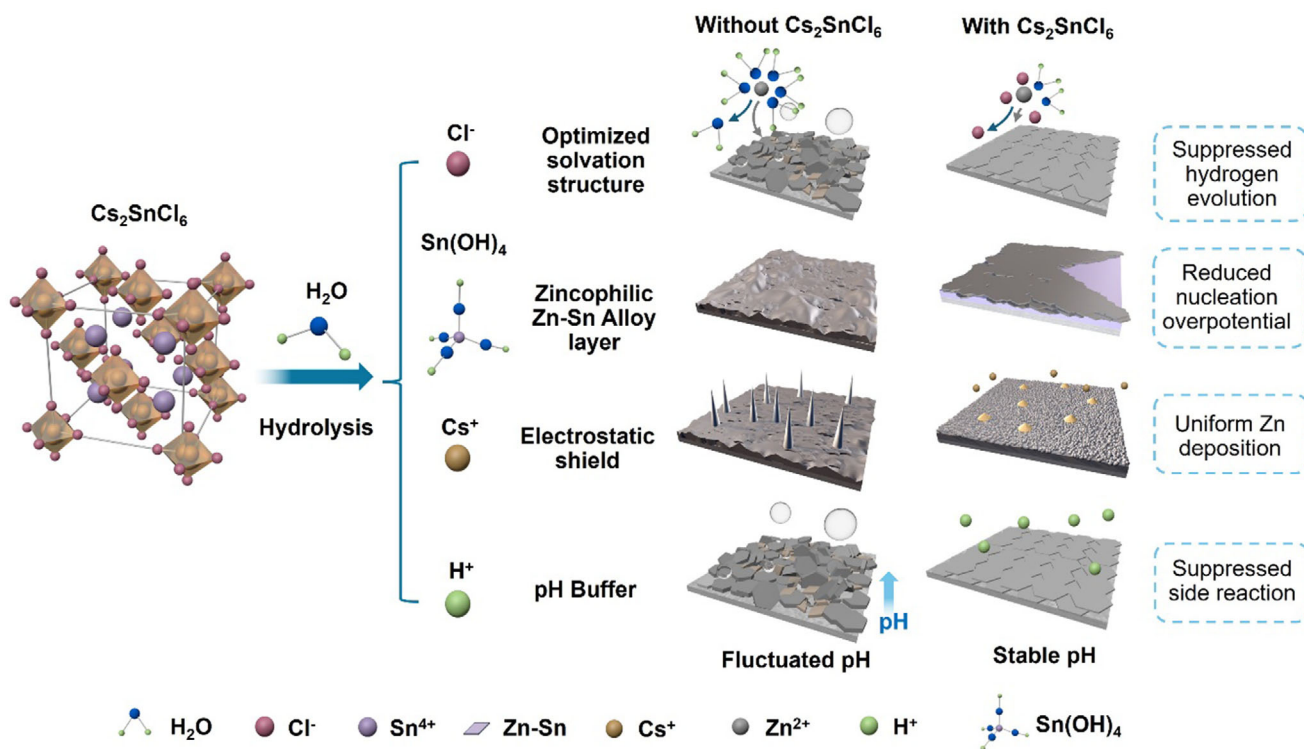 Without Cs₂SnCl₆
With Cs₂SnCl₆
Cs₂SnCl₆
H₂O
Hydrolysis
Cl⁻
Optimized
solvation
structure
Suppressed
hydrogen
evolution
Sn(OH)₄
Zincophilic
Zn-Sn Alloy
layer
Reduced
nucleation
overpotential
Cs⁺
Electrostatic
shield
Uniform Zn
deposition
H⁺
pH Buffer
pH
Suppressed
side reaction
Fluctuated pH
Stable pH
H₂O
Cl⁻
Sn⁴⁺
Zn-Sn
Cs⁺
Zn²⁺
H⁺
Sn(OH)₄